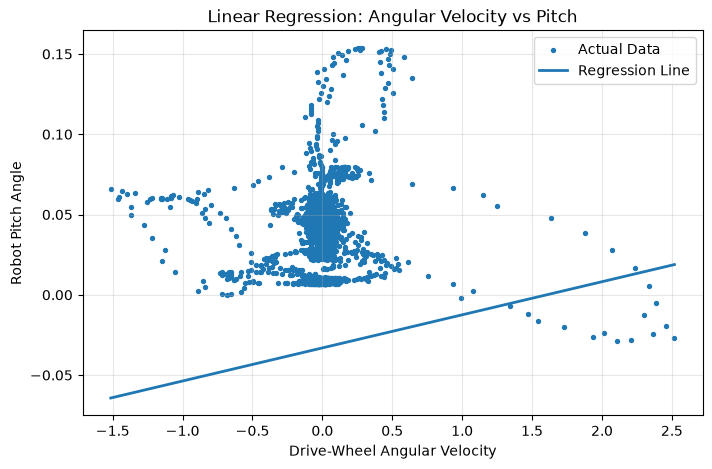 Linear Regression: Angular Velocity vs Pitch
Actual Data
Regression Line
Robot Pitch Angle
0.15
0.10
0.05
0.00
−0.05
−1.5 −1.0 −0.5 0.0 0.5 1.0 1.5 2.0 2.5
Drive-Wheel Angular Velocity